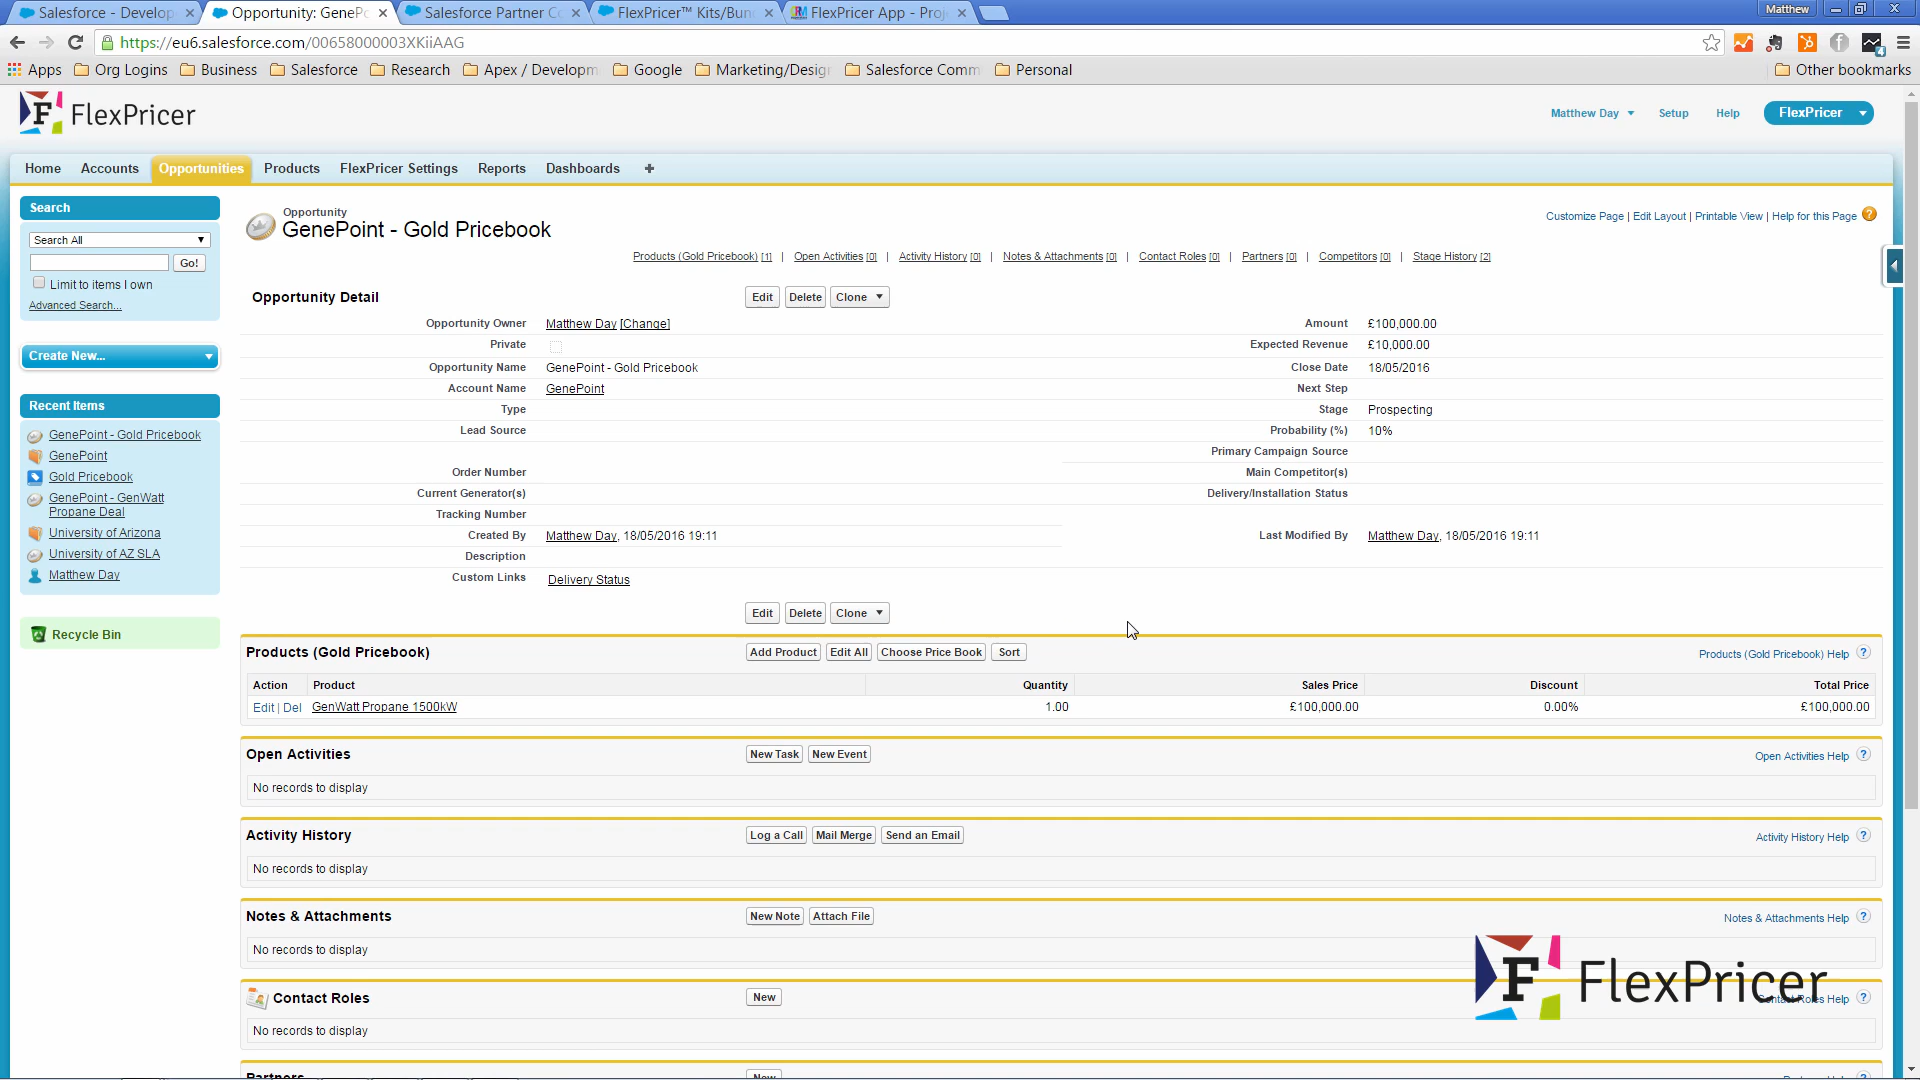 Salesforce - Develop
Opportunity: GeneP
Salesforce Partner C
FlexPricer™ Kits/Bun
FlexPricer App - Proj
Matthew
https://eu6.salesforce.com/00658000003XKiiAAG
Apps
Org Logins
Business
Salesforce
Research
Apex / Developm
Google
Marketing/Desig
Salesforce Comm
Personal
Other bookmarks
FlexPricer
Matthew Day
Setup
Help
FlexPricer
Home
Accounts
Opportunities
Products
FlexPricer Settings
Reports
Dashboards
+
Search
Search All
Go!
Limit to items I own
Advanced Search...
Create New...
Recent Items
GenePoint - Gold Pricebook
GenePoint
Gold Pricebook
GenePoint - GenWatt
Propane Deal
University of Arizona
University of AZ SLA
Matthew Day
Recycle Bin
Opportunity
GenePoint - Gold Pricebook
Customize Page | Edit Layout | Printable View | Help for this Page ?
Products (Gold Pricebook) [1] | Open Activities [0] | Activity History [0] | Notes & Attachments [0] | Contact Roles [0] | Partners [0] | Competitors [0] | Stage History [2]
Opportunity Detail
Edit Delete Clone
Opportunity Owner Matthew Day [Change] Amount £100,000.00
Private Expected Revenue £10,000.00
Opportunity Name GenePoint - Gold Pricebook Close Date 18/05/2016
Account Name GenePoint Next Step
Type Stage Prospecting
Lead Source Probability (%) 10%
Primary Campaign Source
Order Number Main Competitor(s)
Current Generator(s) Delivery/Installation Status
Tracking Number
Created By Matthew Day, 18/05/2016 19:11 Last Modified By Matthew Day, 18/05/2016 19:11
Description
Custom Links Delivery Status
Edit Delete Clone
Products (Gold Pricebook) Add Product Edit All Choose Price Book Sort Products (Gold Pricebook) Help ?
Action Product Quantity Sales Price Discount Total Price
Edit | Del GenWatt Propane 1500kW 1.00 £100,000.00 0.00% £100,000.00
Open Activities New Task New Event Open Activities Help ?
No records to display
Activity History Log a Call Mail Merge Send an Email Activity History Help ?
No records to display
Notes & Attachments New Note Attach File Notes & Attachments Help ?
No records to display
FlexPricer
Contact Roles New Contact Roles Help ?
No records to display
Partners New